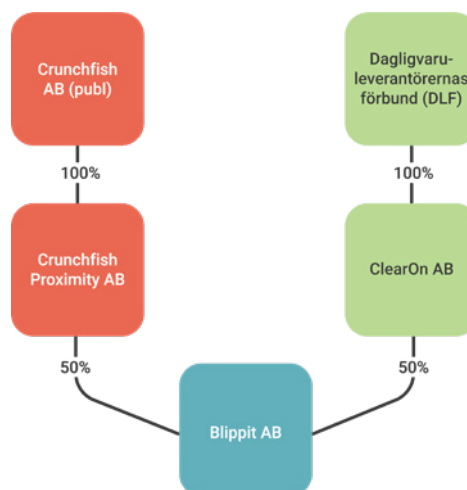 Crunchfish
AB (publ)
Dagligvaru-
leverantörernas
förbund (DLF)
100%
100%
Crunchfish
Proximity AB
ClearOn AB
50%
50%
Blippit AB